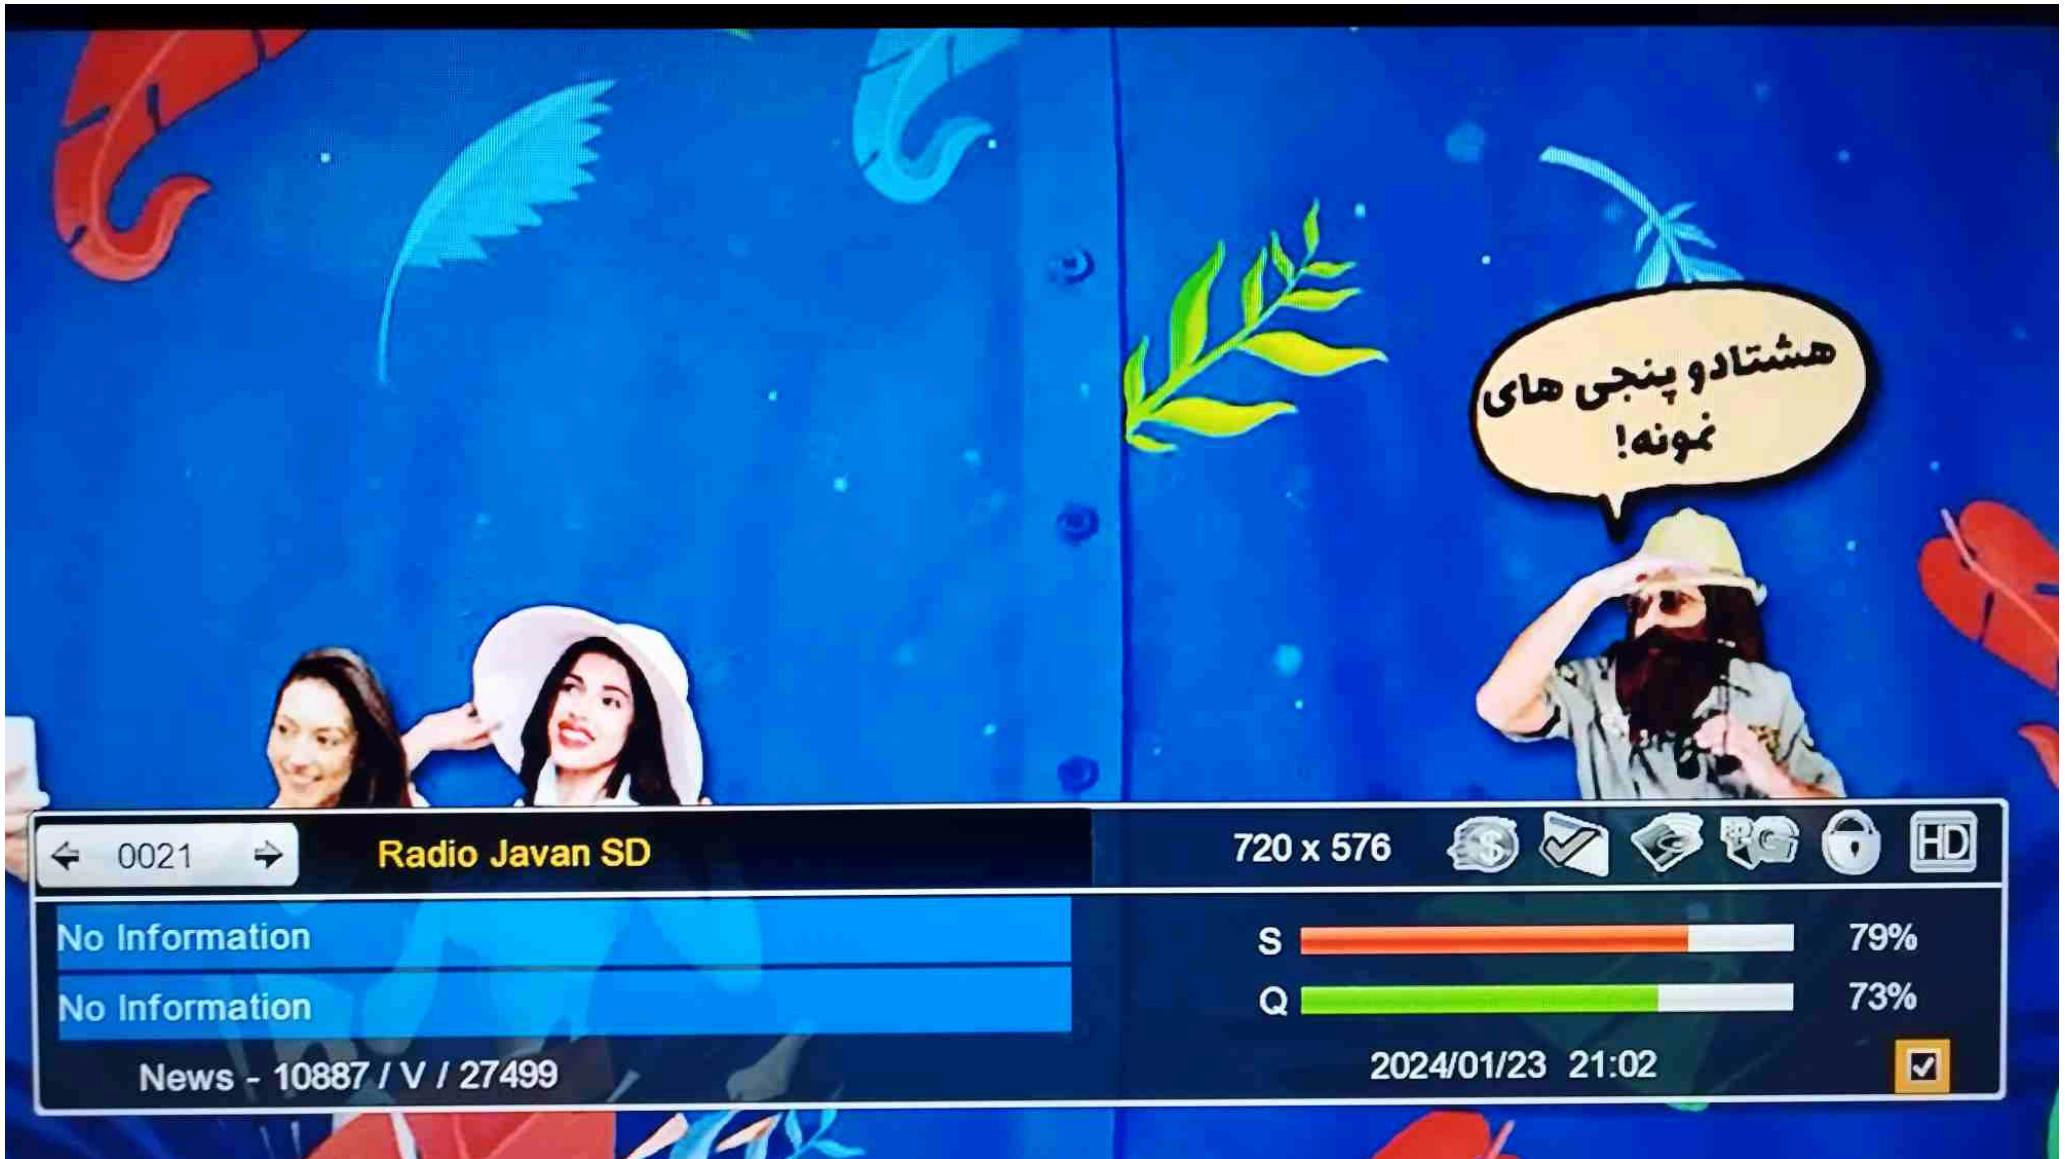 هشتادو پنجی های
نمونه!
0021
Radio Javan SD
720 x 576
HD
No Information
No Information
S
79%
Q
73%
News - 10887 / V / 27499
2024/01/23 21:02